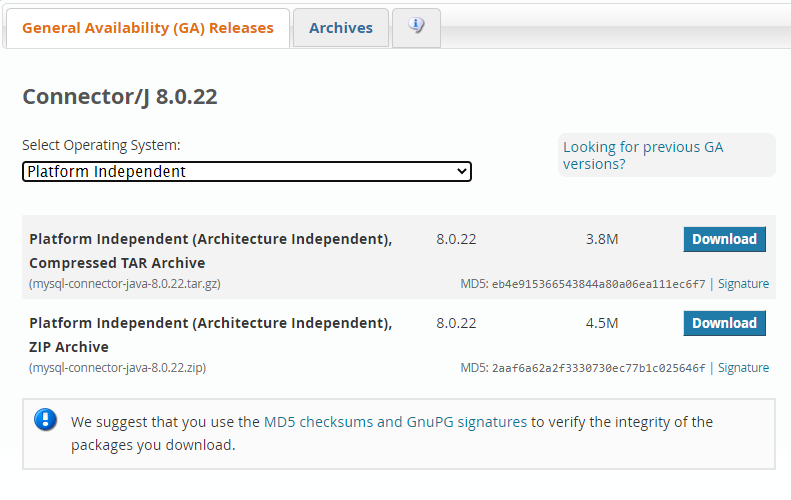 General Availability (GA) Releases
Archives
Connector/J 8.0.22
Select Operating System:
Platform Independent
Looking for previous GA
versions?
Platform Independent (Architecture Independent), 8.0.22 3.8M Download
Compressed TAR Archive
(mysql-connector-java-8.0.22.tar.gz) MD5: eb4e915366543844a80a06ea111ec6f7 | Signature
Platform Independent (Architecture Independent), 8.0.22 4.5M Download
ZIP Archive
(mysql-connector-java-8.0.22.zip) MD5: 2aaf6a62a2f3330730ec77b1c025646f | Signature
We suggest that you use the MD5 checksums and GnuPG signatures to verify the integrity of the
packages you download.